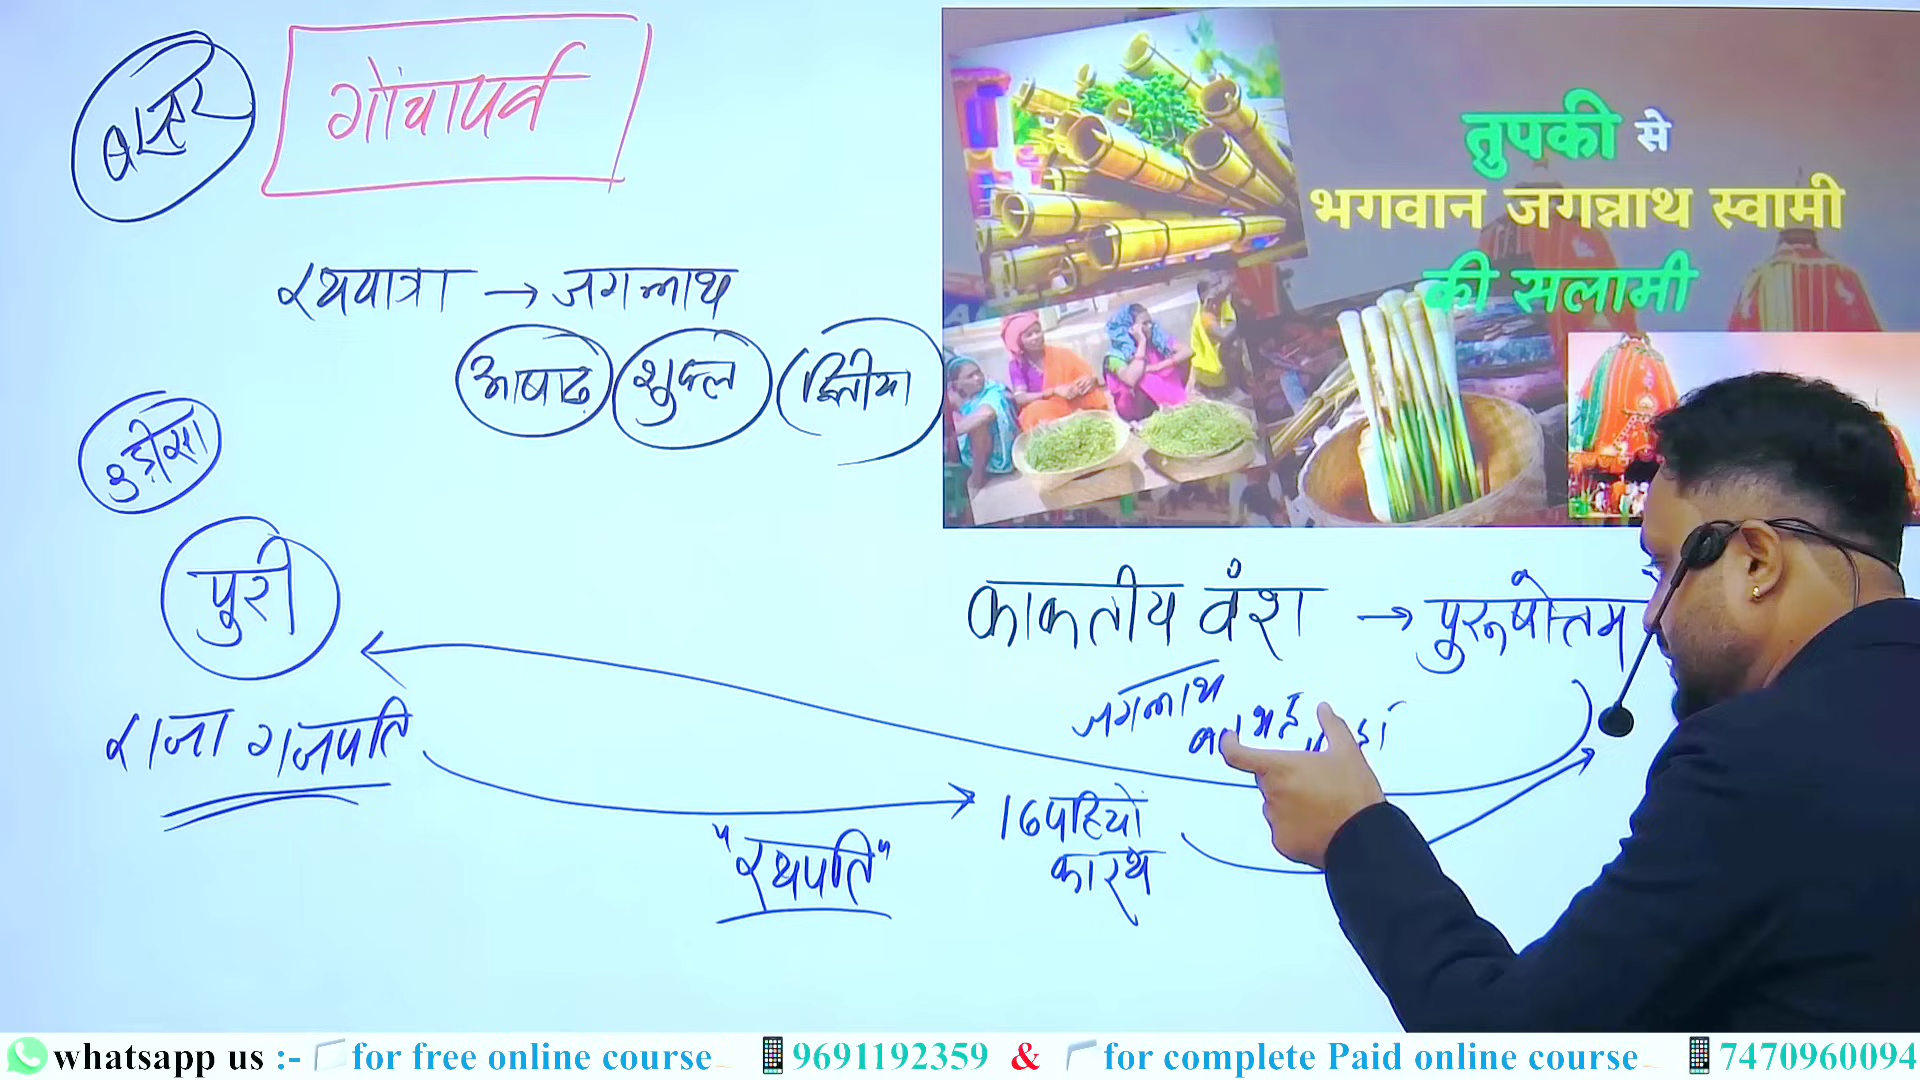 बस्तर
गोंचापर्व
तुपकी से
भगवान जगन्नाथ स्वामी
की सलामी
रथयात्रा → जगन्नाथ
आषाढ़ शुक्ल द्वितीया
उड़ीसा
पुरी
काकतीय वंश → पुरूषोत्तम
जगन्नाथ
राजा गजपति
16 पहियों
का रथ
"रथपति"
whatsapp us :- for free online course 9691192359 & for complete Paid online course 7470960094